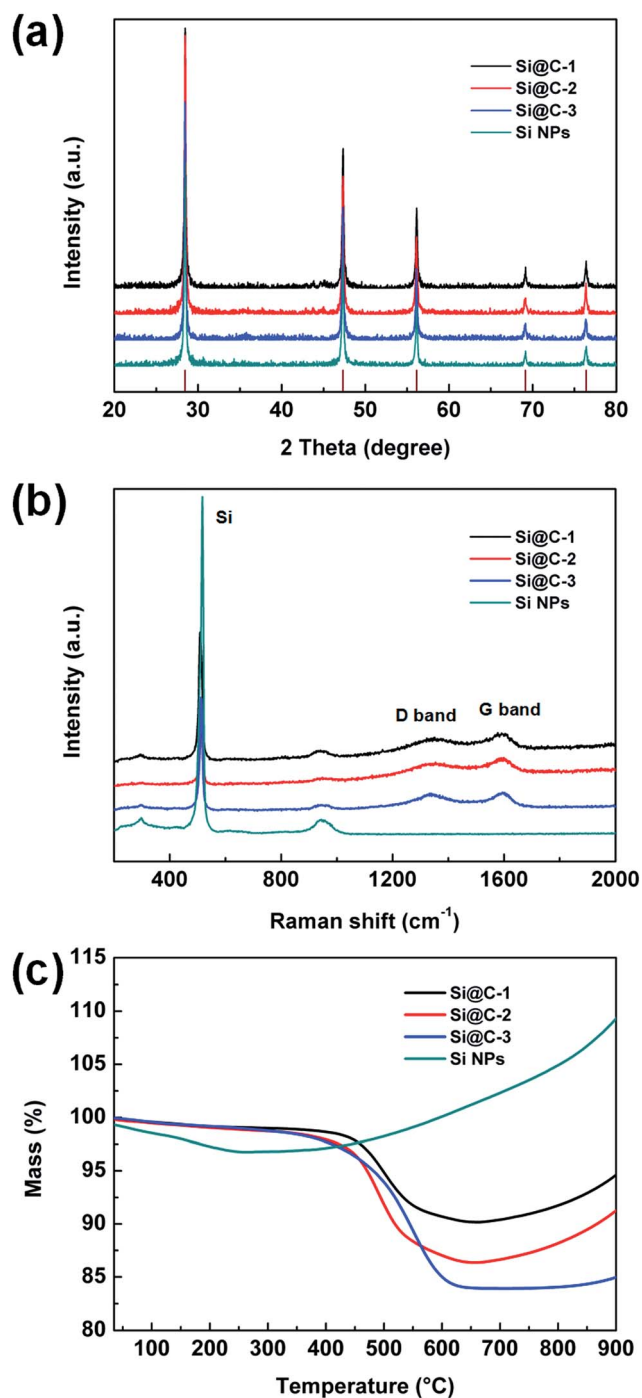 (a)
Si@C-1
Si@C-2
Si@C-3
Si NPs
Intensity (a.u.)
20 30 40 50 60 70 80
2 Theta (degree)
(b)
Si
Si@C-1
Si@C-2
Si@C-3
Si NPs
D band
G band
Intensity (a.u.)
400 800 1200 1600 2000
Raman shift (cm⁻¹)
(c)
115
110
105
100
95
90
85
80
Si@C-1
Si@C-2
Si@C-3
Si NPs
Mass (%)
100 200 300 400 500 600 700 800 900
Temperature (°C)